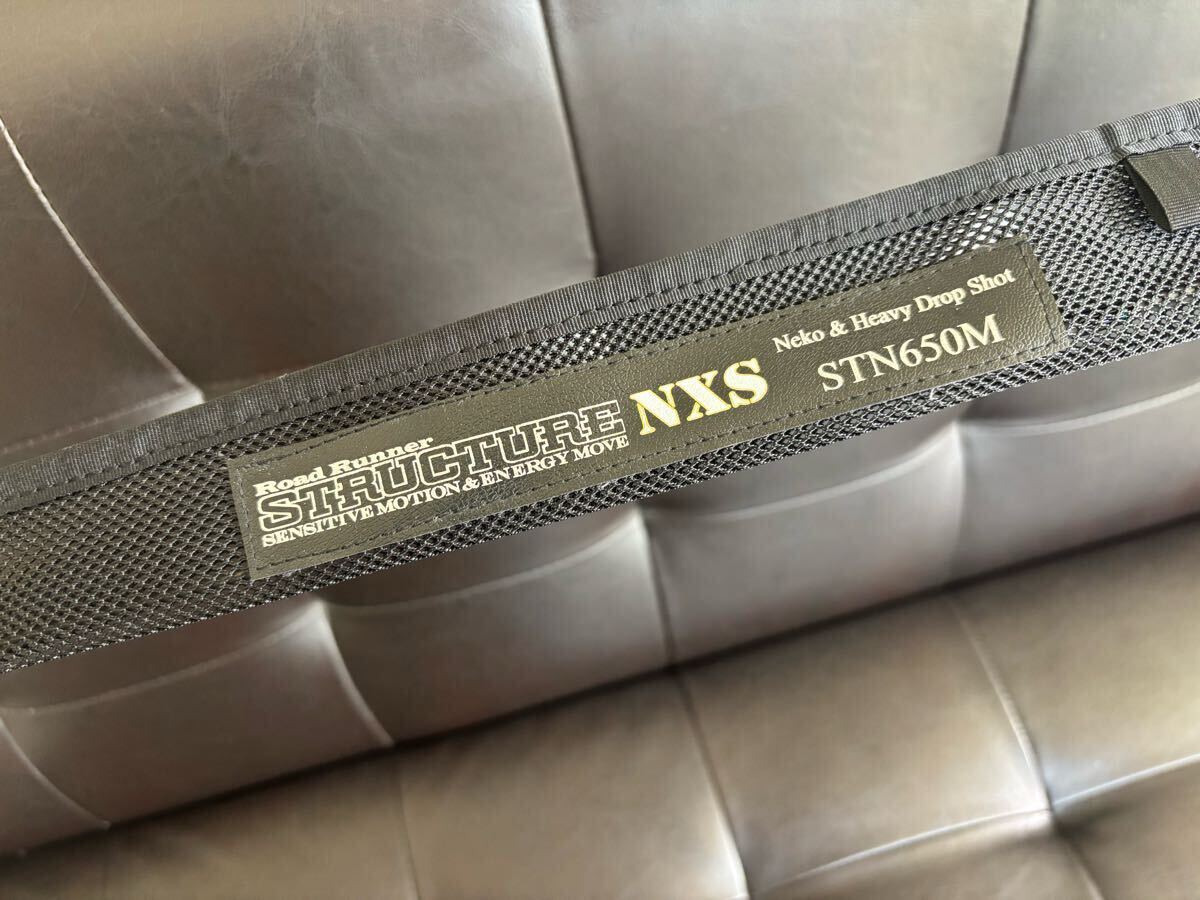 Road Runner
STRUCTURE NXS
SENSITIVE MOTION & ENERGY MOVE
Neko & Heavy Drop Shot
STN650M